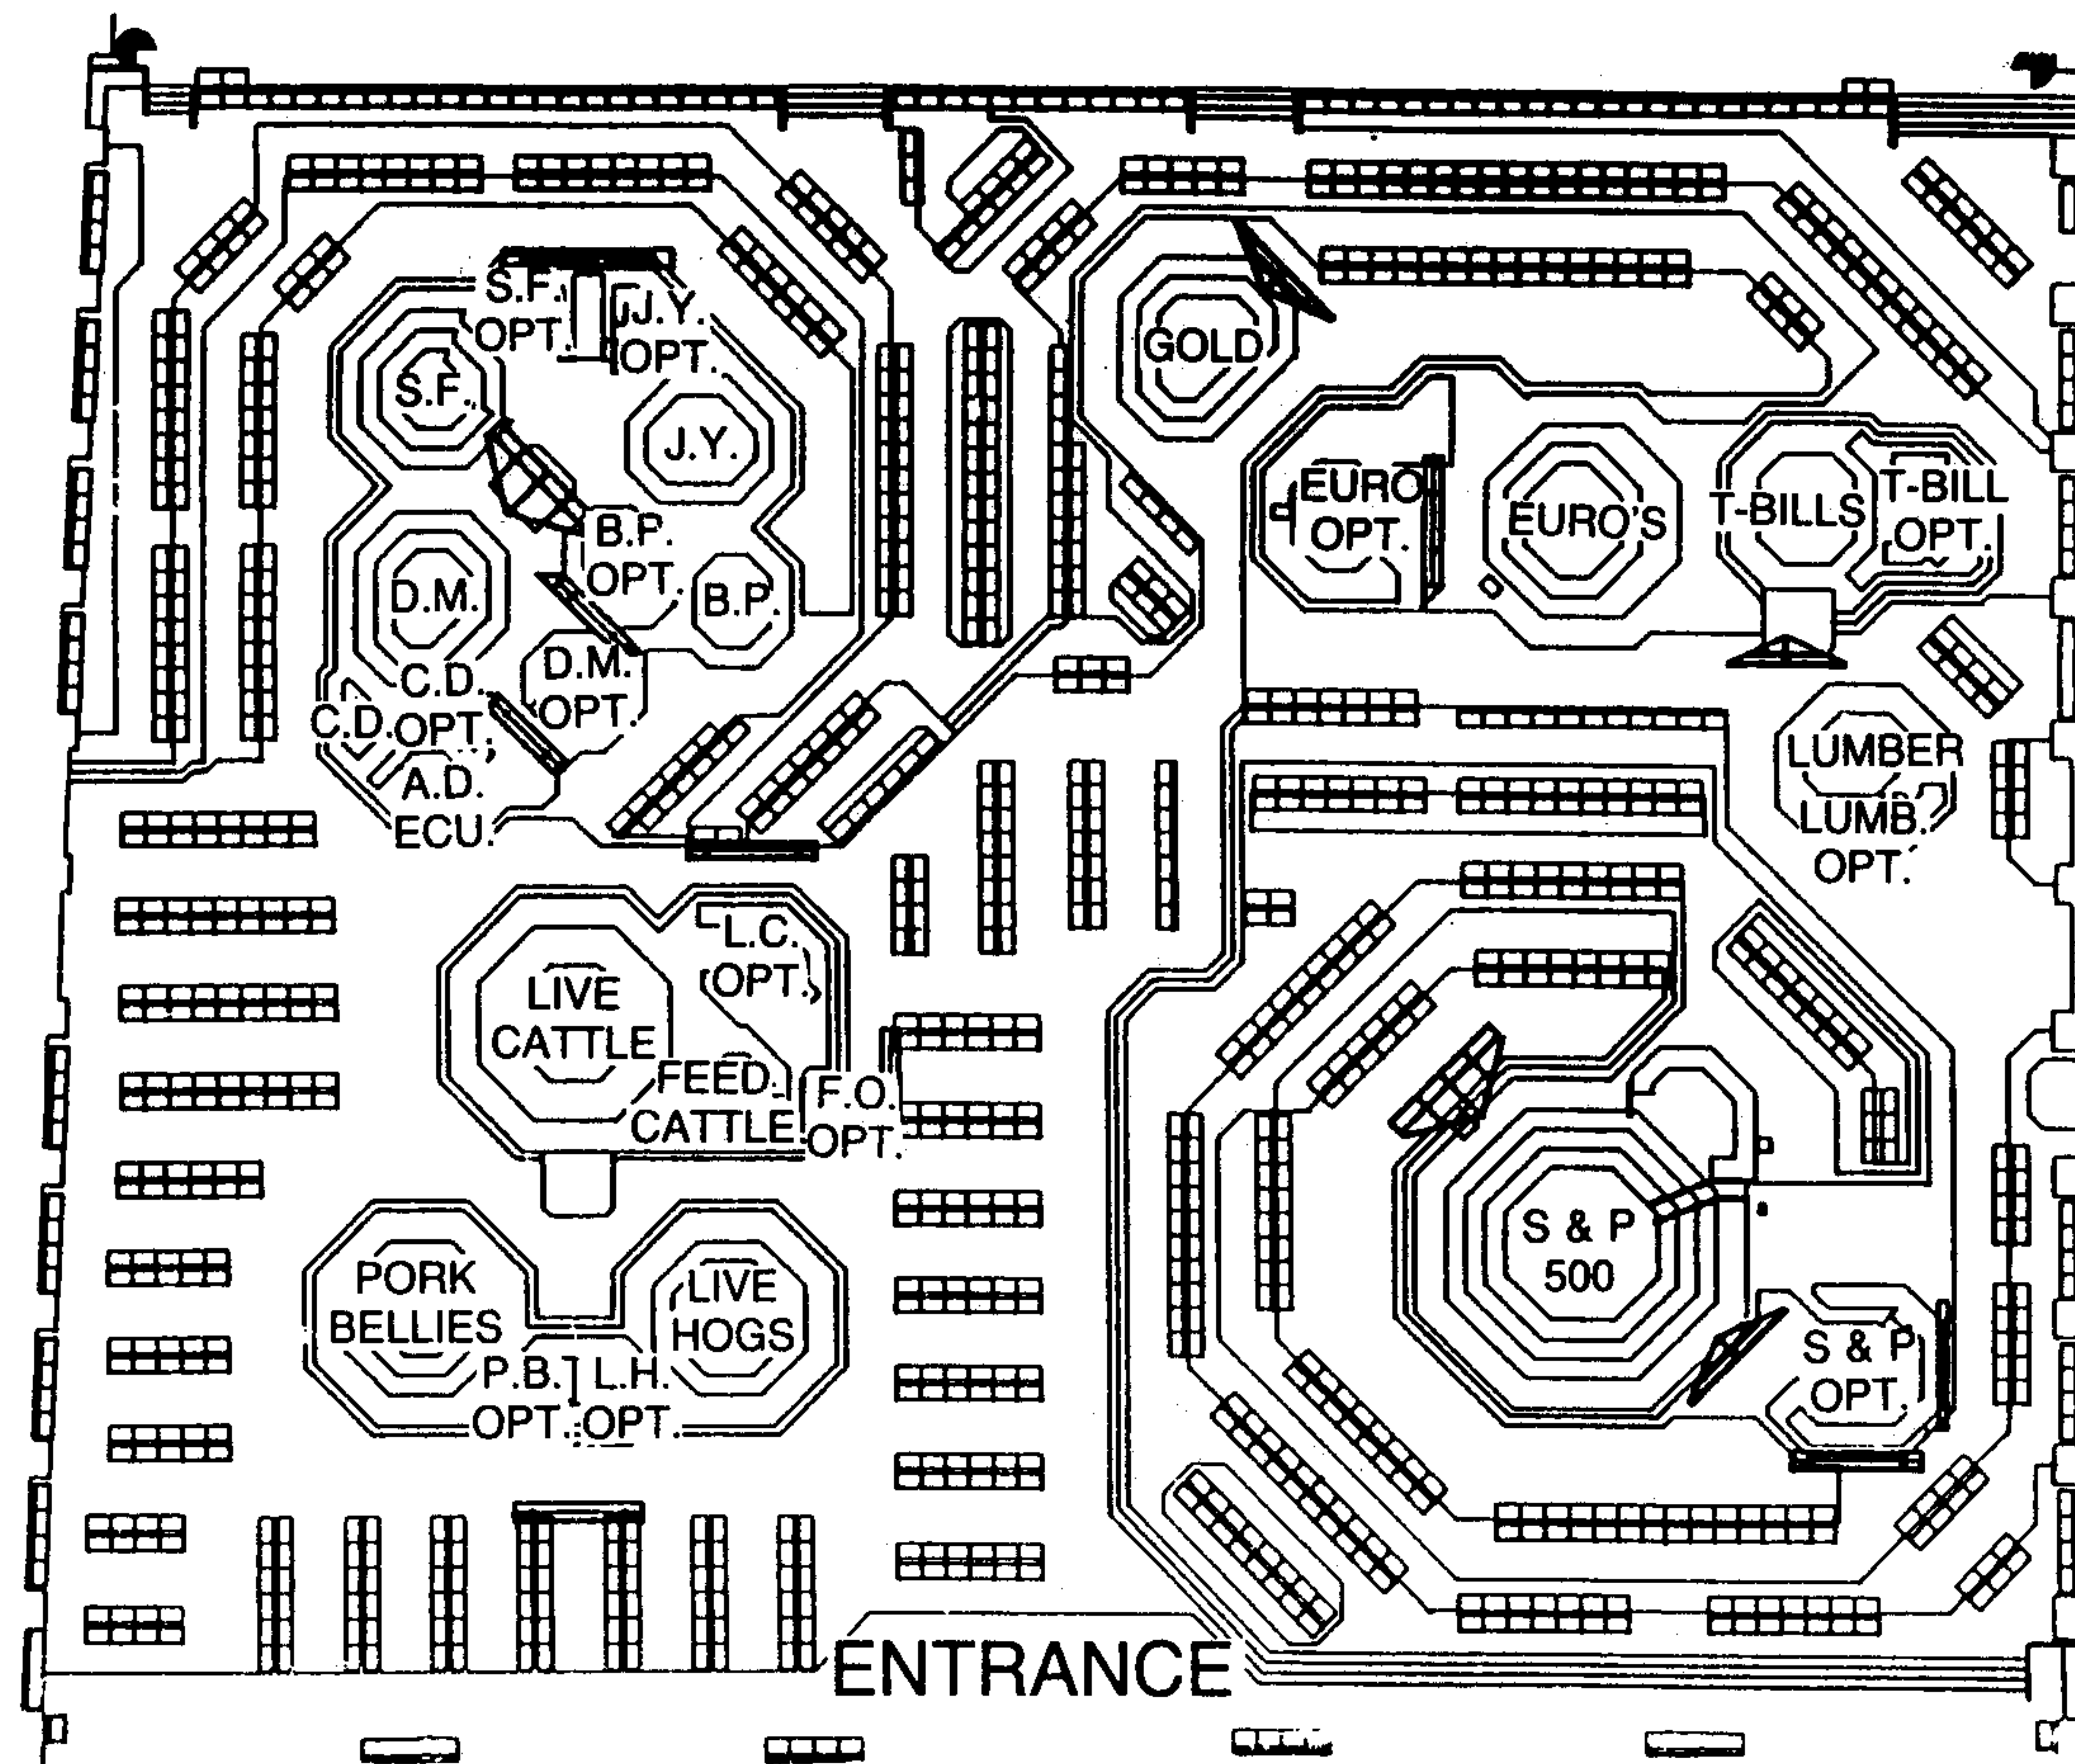 S.F.
OPT.
J.Y.
OPT.
S.F.
J.Y.
B.P.
OPT.
B.P.
D.M.
D.M.
OPT.
C.D.
OPT.
C.D.
A.D.
ECU.
GOLD
EURO
OPT.
EURO'S
T-BILLS
T-BILL
OPT.
LUMBER
LUMB.
OPT.
LIVE
CATTLE
L.C.
OPT.
FEED.
CATTLE
F.O.
OPT.
PORK
BELLIES
LIVE
HOGS
P.B.
OPT.
L.H.
OPT.
S & P
500
S & P
OPT.
ENTRANCE